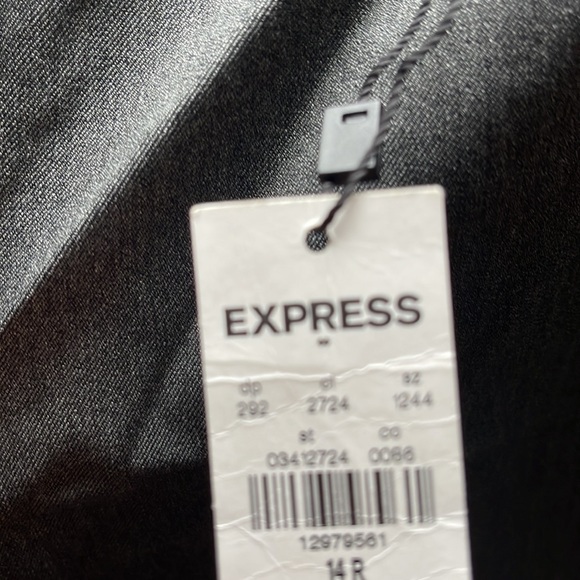 EXPRESS
dp cl sz
292 2724 1244
st co
03412724 0066
12979561
14 R